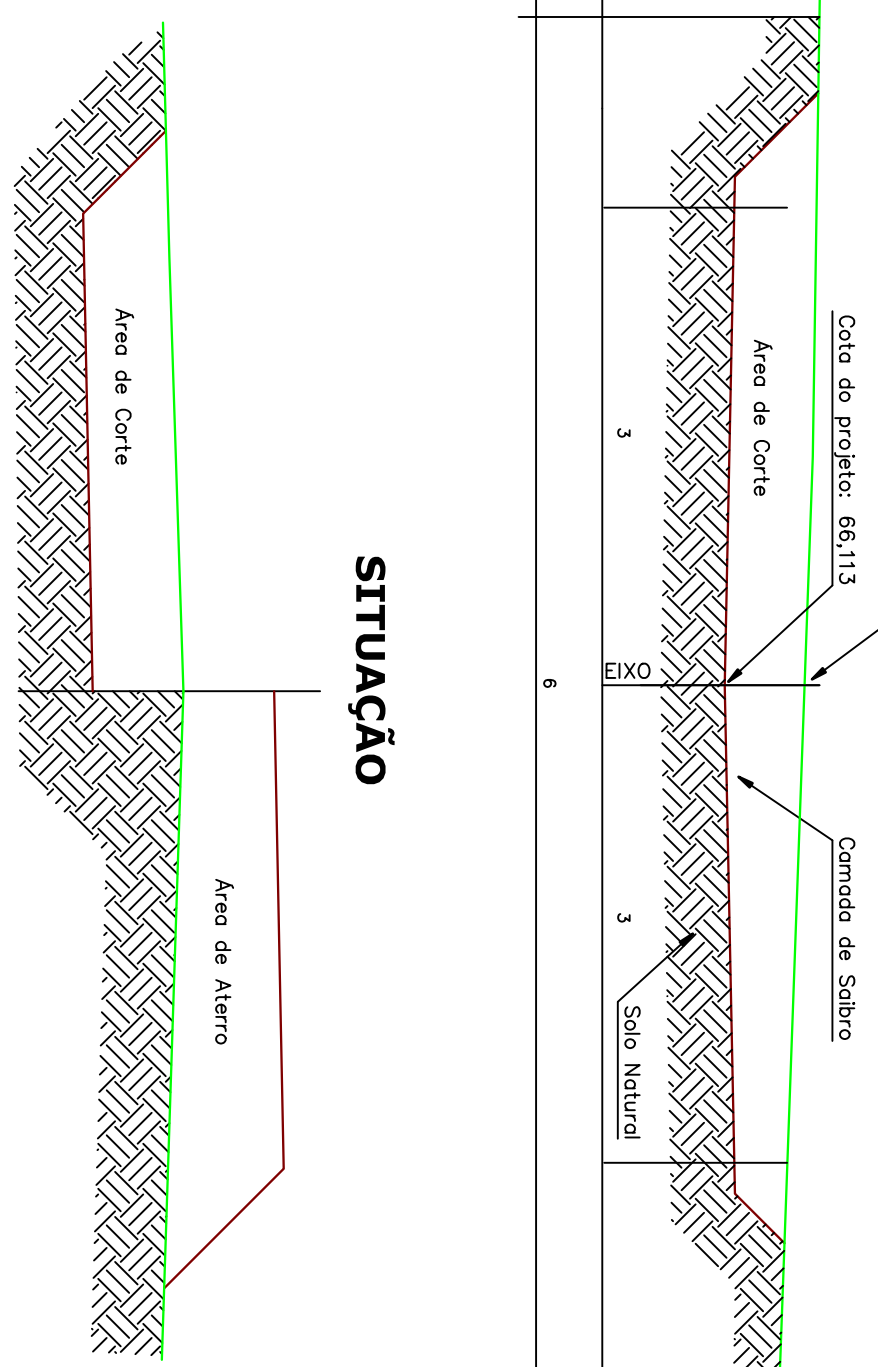 Cota do projeto: 66,113
Camada de Saibro
Área de Corte
3
3
Solo Natural
EIXO
6
SITUAÇÃO
Área de Corte
Área de Aterro